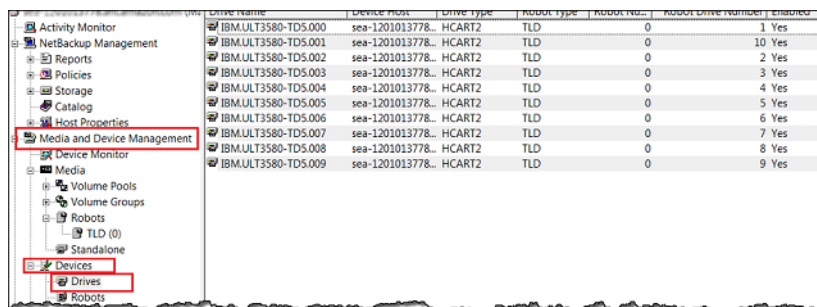 Drive Name Device Host Drive Type Robot Type Robot Nu... Robot Drive Number Enabled
Activity Monitor
NetBackup Management
Reports
Policies
Storage
Catalog
Host Properties
Media and Device Management
Device Monitor
Media
Volume Pools
Volume Groups
Robots
TLD (0)
Standalone
Devices
Drives
Robots
IBM.ULT3580-TD5.000 sea-1201013778... HCART2 TLD 0 1 Yes
IBM.ULT3580-TD5.001 sea-1201013778... HCART2 TLD 0 10 Yes
IBM.ULT3580-TD5.002 sea-1201013778... HCART2 TLD 0 2 Yes
IBM.ULT3580-TD5.003 sea-1201013778... HCART2 TLD 0 3 Yes
IBM.ULT3580-TD5.004 sea-1201013778... HCART2 TLD 0 4 Yes
IBM.ULT3580-TD5.005 sea-1201013778... HCART2 TLD 0 5 Yes
IBM.ULT3580-TD5.006 sea-1201013778... HCART2 TLD 0 6 Yes
IBM.ULT3580-TD5.007 sea-1201013778... HCART2 TLD 0 7 Yes
IBM.ULT3580-TD5.008 sea-1201013778... HCART2 TLD 0 8 Yes
IBM.ULT3580-TD5.009 sea-1201013778... HCART2 TLD 0 9 Yes